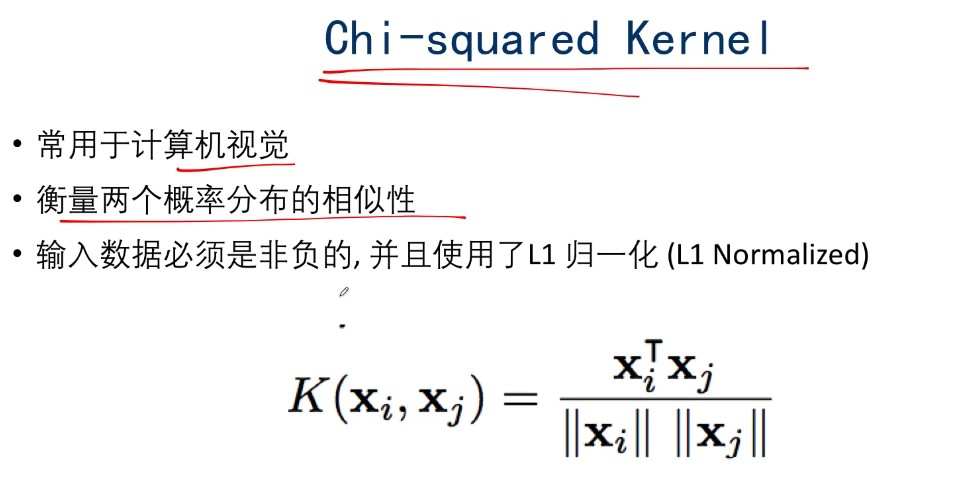 Chi-squared Kernel
• 常用于计算机视觉
• 衡量两个概率分布的相似性
• 输入数据必须是非负的, 并且使用了L1 归一化 (L1 Normalized)
K(xᵢ, xⱼ) = xᵢᵀxⱼ / ‖xᵢ‖ ‖xⱼ‖